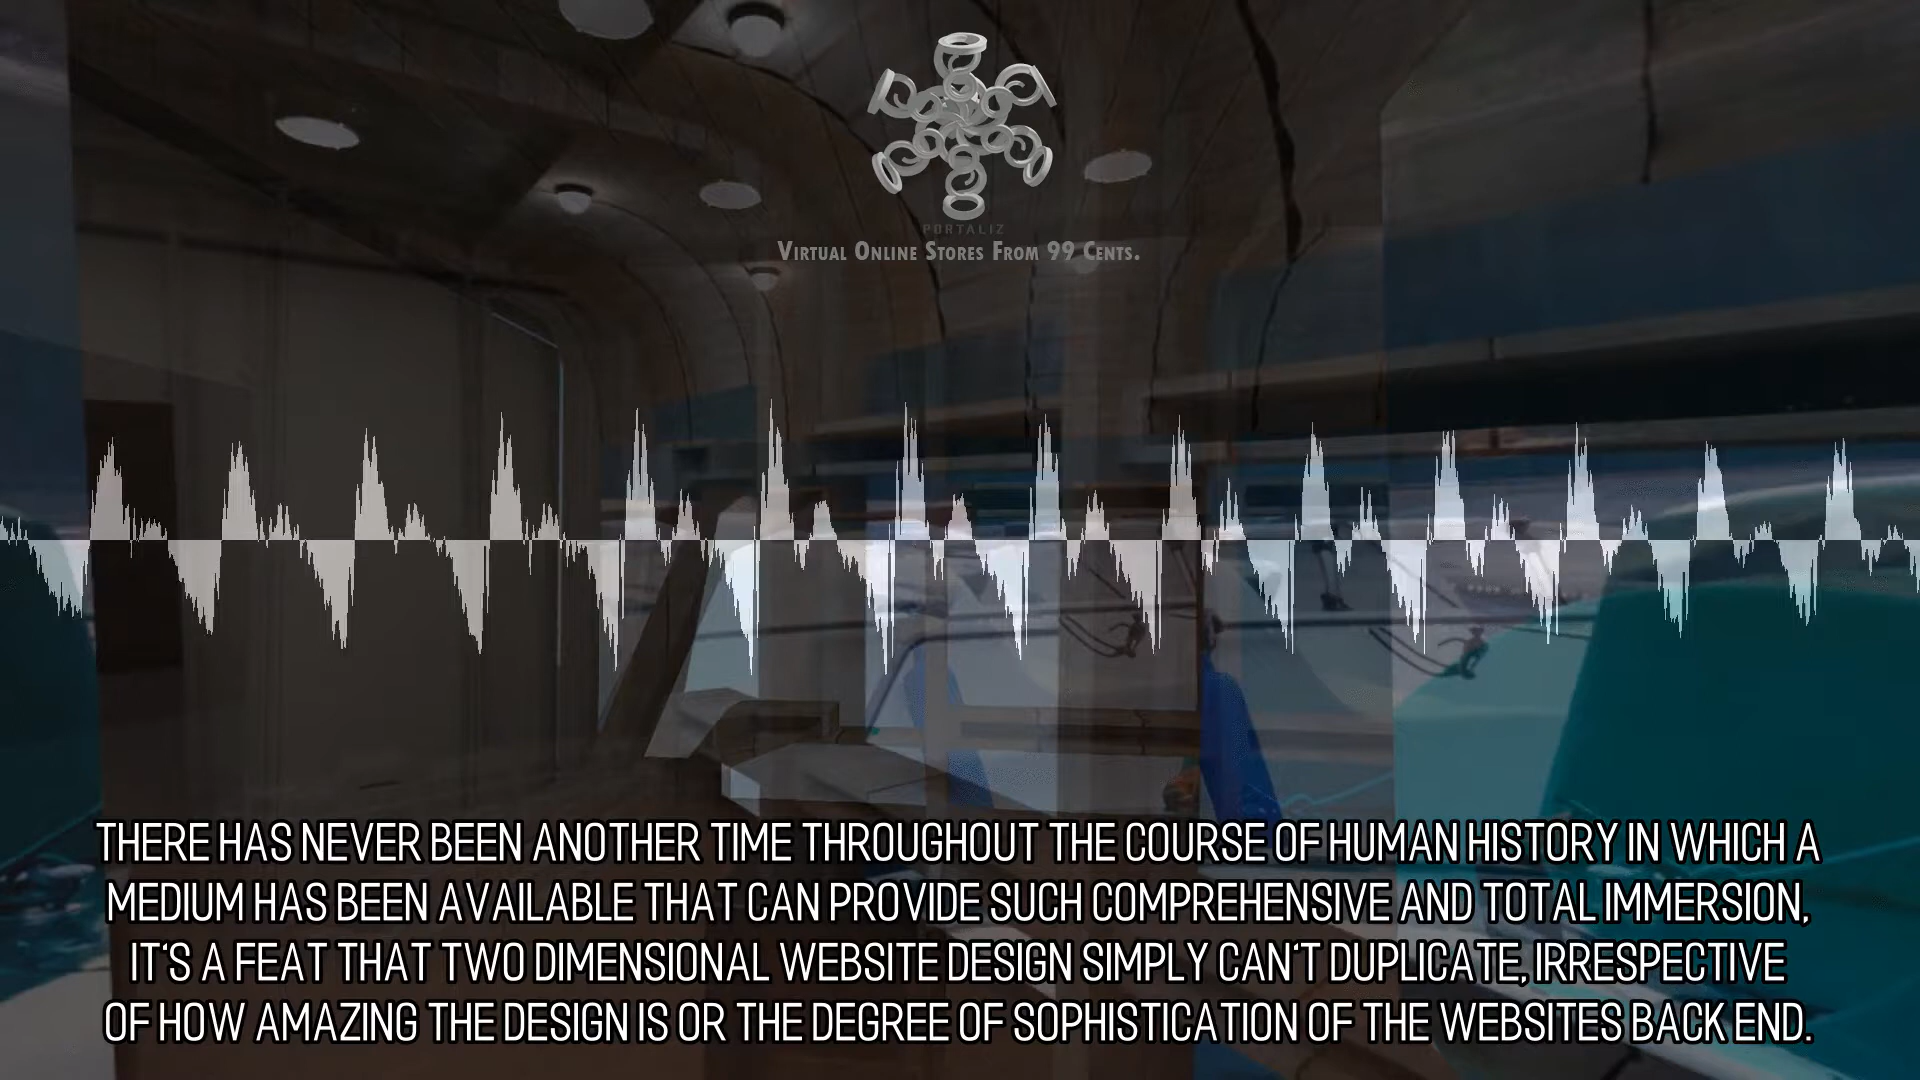 PORTALIZ
VIRTUAL ONLINE STORES FROM 99 CENTS.
THERE HAS NEVER BEEN ANOTHER TIME THROUGHOUT THE COURSE OF HUMAN HISTORY IN WHICH A
MEDIUM HAS BEEN AVAILABLE THAT CAN PROVIDE SUCH COMPREHENSIVE AND TOTAL IMMERSION,
IT'S A FEAT THAT TWO DIMENSIONAL WEBSITE DESIGN SIMPLY CAN'T DUPLICATE, IRRESPECTIVE
OF HOW AMAZING THE DESIGN IS OR THE DEGREE OF SOPHISTICATION OF THE WEBSITES BACK END.